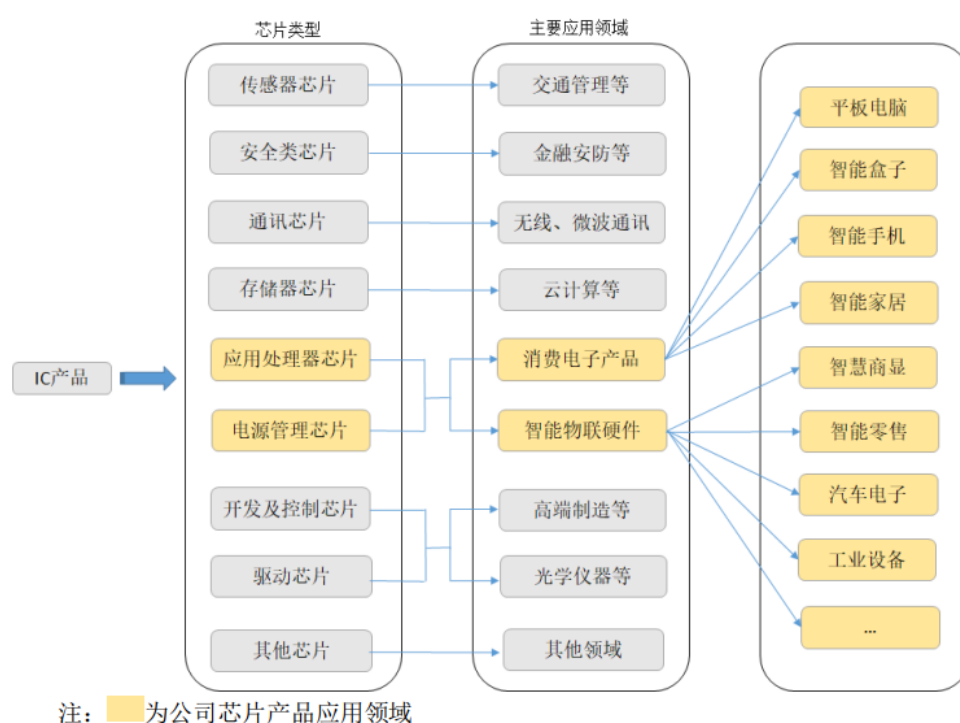 芯片类型
主要应用领域
传感器芯片
交通管理等
安全类芯片
金融安防等
通讯芯片
无线、微波通讯
存储器芯片
云计算等
应用处理器芯片
消费电子产品
IC产品
电源管理芯片
智能物联硬件
开发及控制芯片
高端制造等
驱动芯片
光学仪器等
其他芯片
其他领域
平板电脑
智能盒子
智能手机
智能家居
智慧商显
智能零售
汽车电子
工业设备
...
注：为公司芯片产品应用领域